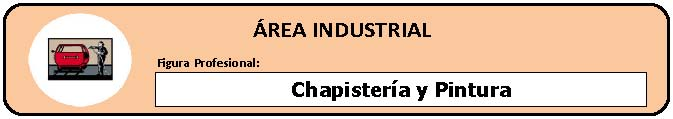 ÁREA INDUSTRIAL
Figura Profesional:
Chapistería y Pintura